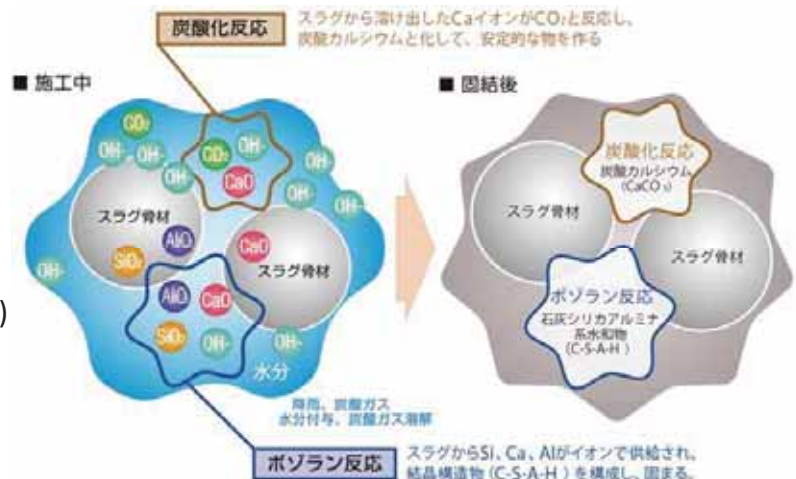 炭酸化反応
スラグから溶け出したCaイオンがCO₂と反応し、
炭酸カルシウムと化して、安定的な物を作る
■ 施工中
CO₂
OH-
OH-
OH-
OH-
CO₂
OH-
CaO
OH-
OH-
スラグ骨材
AlO
SiO₂
CaO
スラグ骨材
OH-
AlO
CaO
SiO₂
OH-
OH-
水分
降雨、炭酸ガス
水分付与、炭酸ガス溶解
ポゾラン反応
スラグからSi、Ca、Alがイオンで供給され、
結晶構造物(C-S-A-H )を構成し、固まる。
■ 固結後
炭酸化反応
炭酸カルシウム
(CaCO₃)
スラグ骨材
スラグ骨材
ポゾラン反応
石灰シリカアルミナ
系水和物
(C-S-A-H )
)